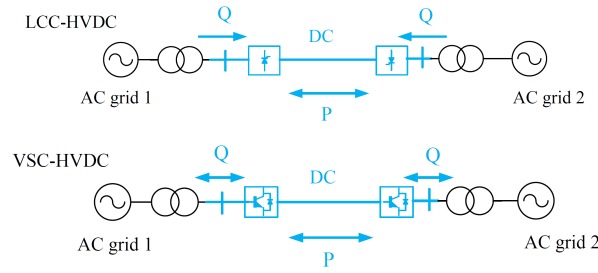 LCC-HVDC
Q
DC
Q
AC grid 1
P
AC grid 2
VSC-HVDC
Q
DC
Q
AC grid 1
P
AC grid 2